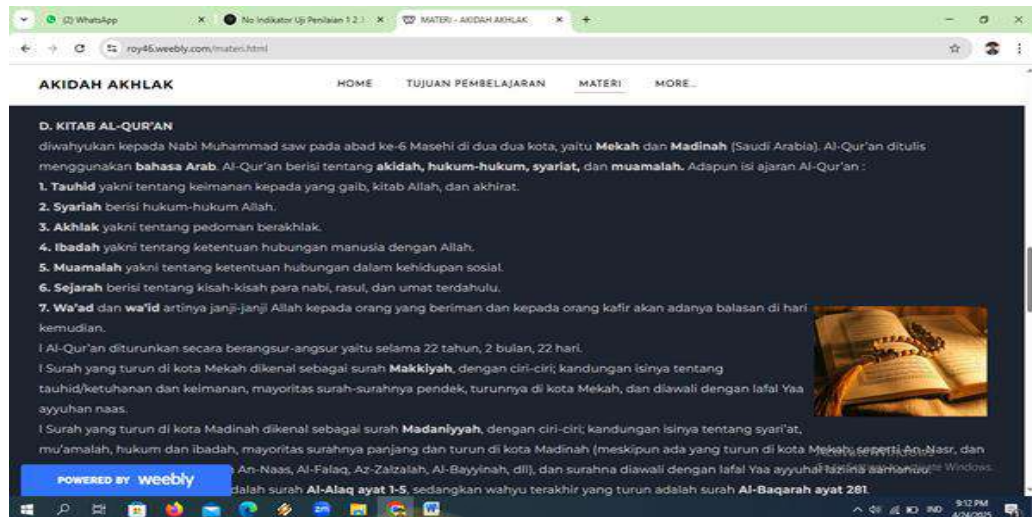 (2) WhatsApp
No Indikator Uji Penilaian 1 2
MATERI - AKIDAH AKHLAK
roy46.weebly.com/materi.html
AKIDAH AKHLAK
HOME TUJUAN PEMBELAJARAN MATERI MORE...
D. KITAB AL-QUR'AN
diwahyukan kepada Nabi Muhammad saw pada abad ke-6 Masehi di dua dua kota, yaitu Mekah dan Madinah (Saudi Arabia). Al-Qur'an ditulis
menggunakan bahasa Arab. Al-Qur'an berisi tentang akidah, hukum-hukum, syariat, dan muamalah. Adapun isi ajaran Al-Qur'an :
1. Tauhid yakni tentang keimanan kepada yang gaib, kitab Allah, dan akhirat.
2. Syariah berisi hukum-hukum Allah.
3. Akhlak yakni tentang pedoman berakhlak.
4. Ibadah yakni tentang ketentuan hubungan manusia dengan Allah.
5. Muamalah yakni tentang ketentuan hubungan dalam kehidupan sosial.
6. Sejarah berisi tentang kisah-kisah para nabi, rasul, dan umat terdahulu.
7. Wa'ad dan wa'id artinya janji-janji Allah kepada orang yang beriman dan kepada orang kafir akan adanya balasan di hari
kemudian.
l Al-Qur'an diturunkan secara berangsur-angsur yaitu selama 22 tahun, 2 bulan, 22 hari.
l Surah yang turun di kota Mekah dikenal sebagai surah Makkiyah, dengan ciri-ciri; kandungan isinya tentang
tauhid/ketuhanan dan keimanan, mayoritas surah-surahnya pendek, turunnya di kota Mekah, dan diawali dengan lafal Yaa
ayyuhan naas.
l Surah yang turun di kota Madinah dikenal sebagai surah Madaniyyah, dengan ciri-ciri; kandungan isinya tentang syari'at,
mu'amalah, hukum dan ibadah, mayoritas surahnya panjang dan turun di kota Madinah (meskipun ada yang turun di kota Mekah; seperti An-Nasr, dan
An-Naas, Al-Falaq, Az-Zalzalah, Al-Bayyinah, dll), dan surahna diawali dengan lafal Yaa ayyuhal
dalah surah Al-Alaq ayat 1-5, sedangkan wahyu terakhir yang turun adalah surah Al-Baqarah ayat 281.
POWERED BY weebly
IND
9:12 PM
4/24/2025